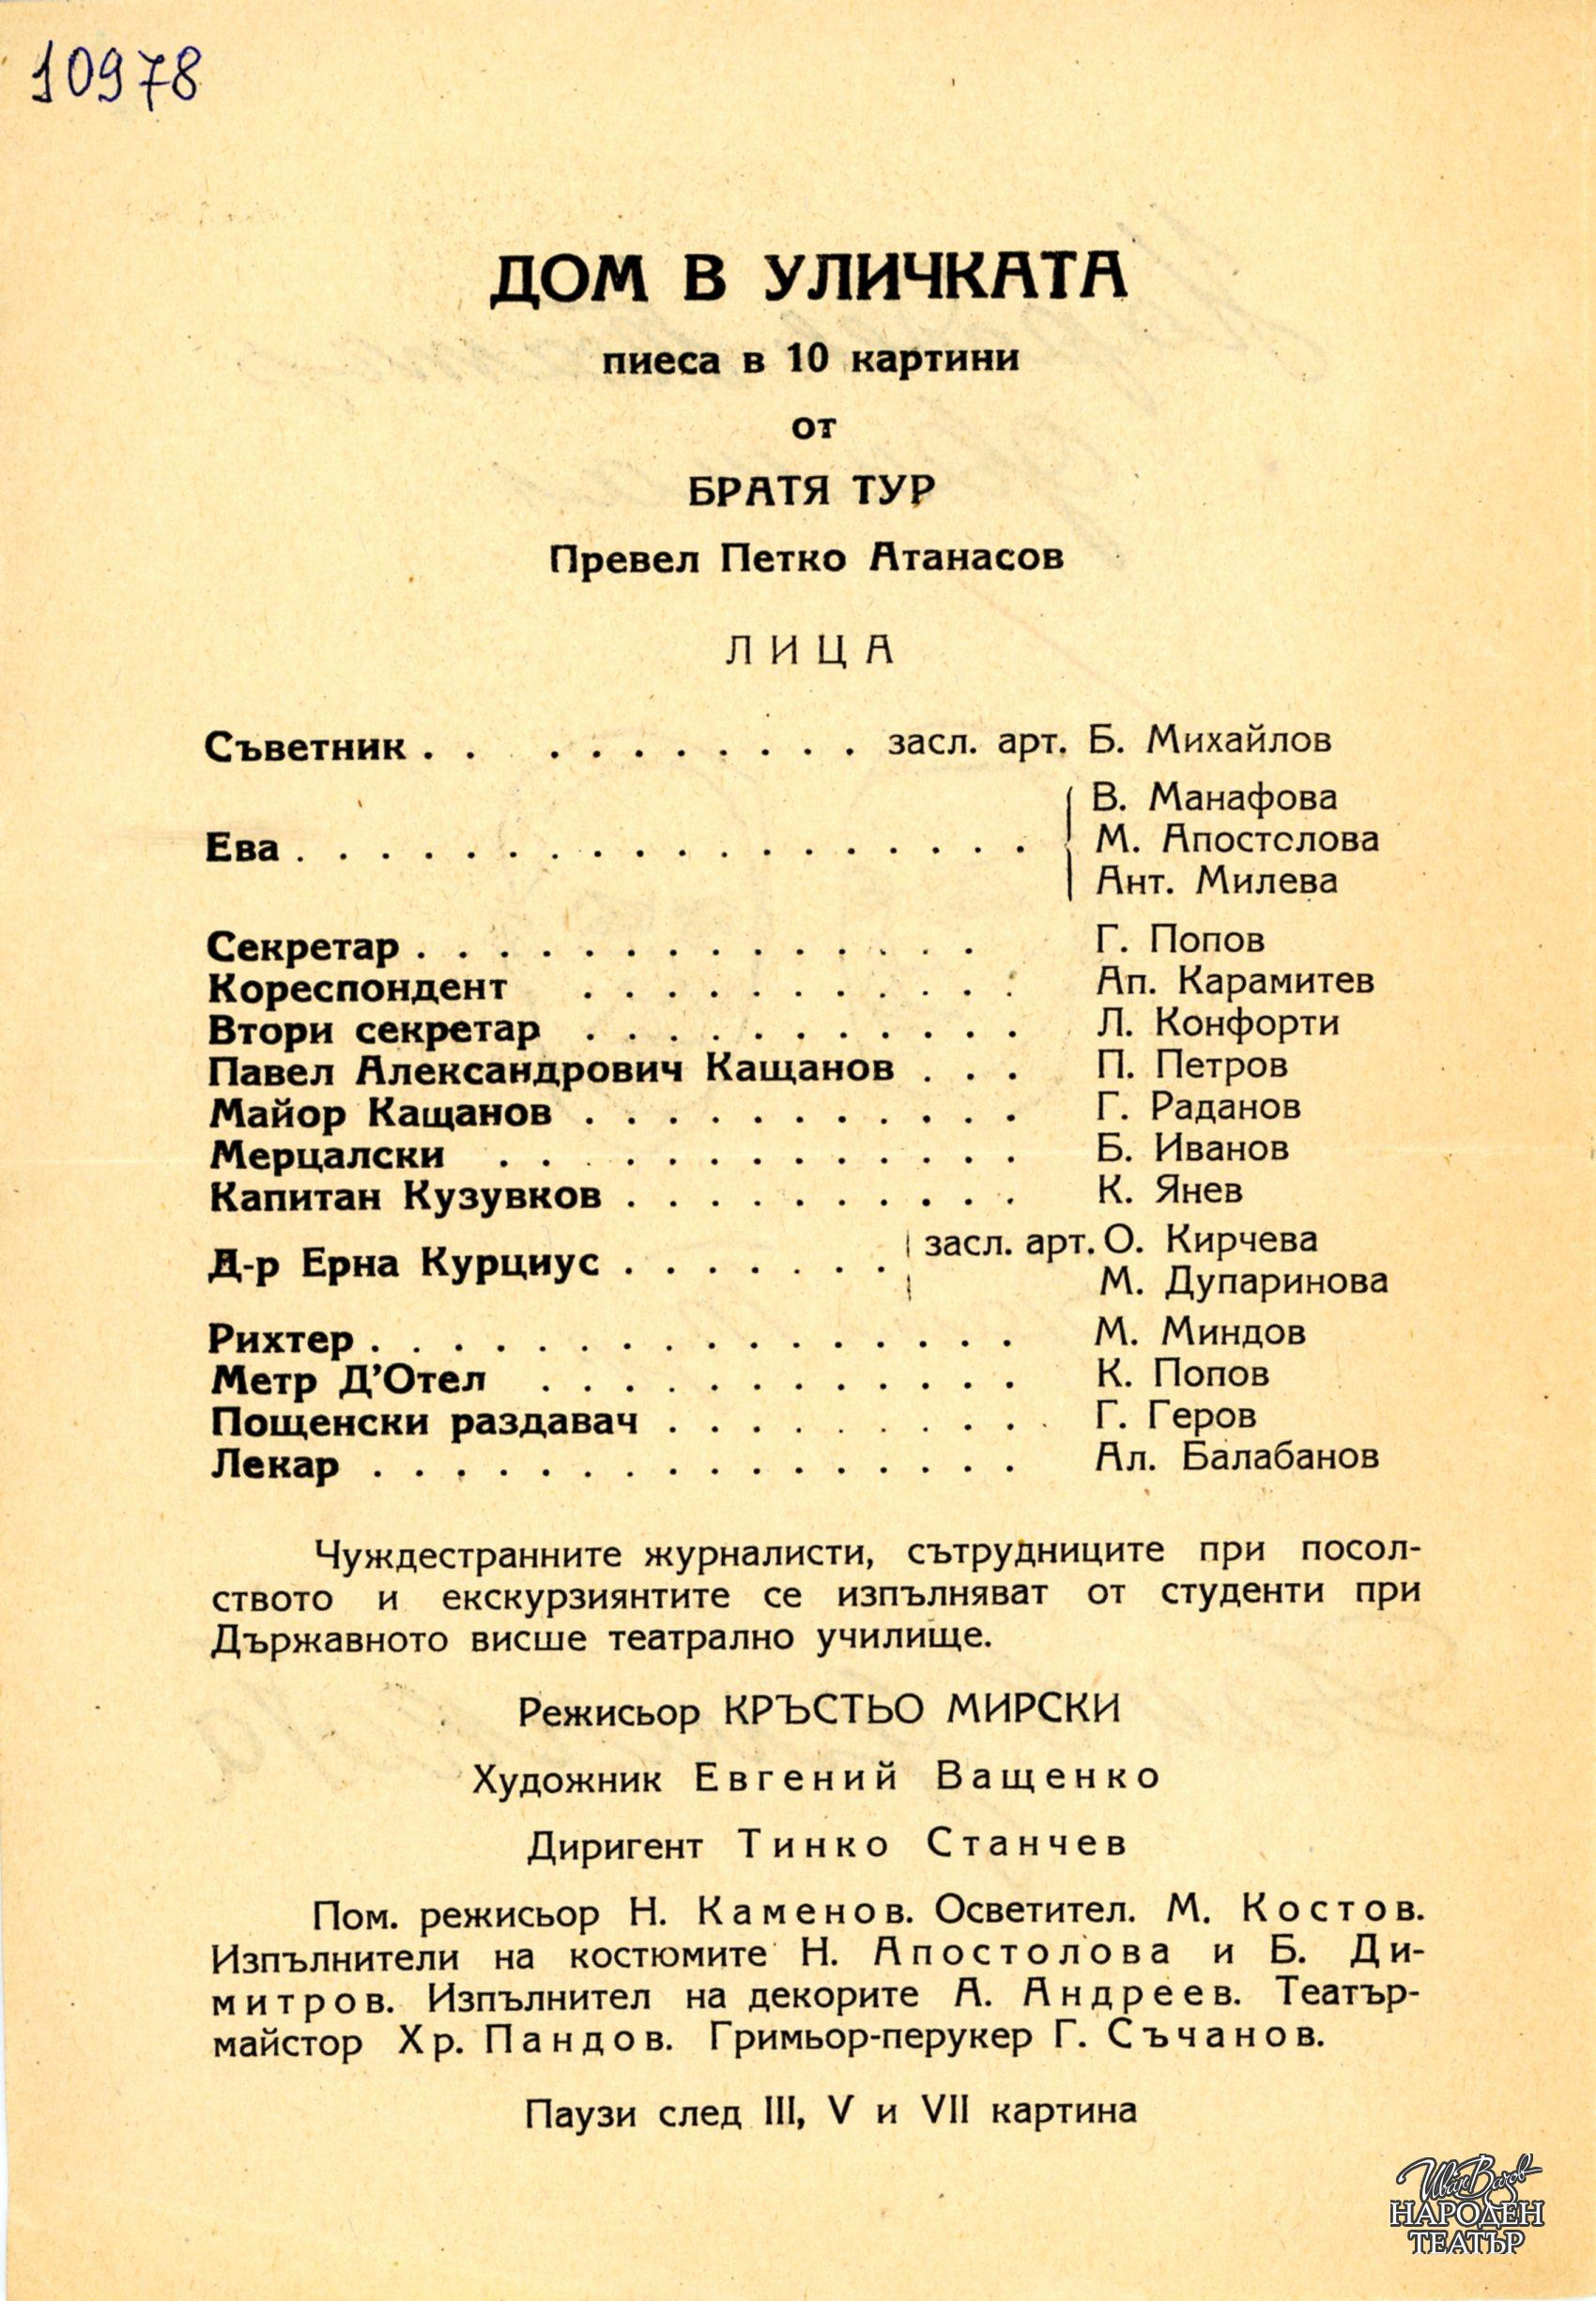 10978
ДОМ В УЛИЧКАТА
пиеса в 10 картини
от
БРАТЯ ТУР
Превел Петко Атанасов
ЛИЦА
Съветник . . . . . . . . . . засл. арт. Б. Михайлов
Ева . . . . . . . . . . . . . . . . . . В. Манафова
М. Апостолова
Ант. Милева
Секретар . . . . . . . . . . . . . . Г. Попов
Кореспондент . . . . . . . . . . . Ап. Карамитев
Втори секретар . . . . . . . . . . . Л. Конфорти
Павел Александрович Кащанов . . . П. Петров
Майор Кащанов . . . . . . . . . . . Г. Раданов
Мерцалски . . . . . . . . . . . . . Б. Иванов
Капитан Кузувков . . . . . . . . . . К. Янев
Д-р Ерна Курциус . . . . . . . засл. арт. О. Кирчева
М. Дупаринова
Рихтер . . . . . . . . . . . . . . . . М. Миндов
Метр Д’Отел . . . . . . . . . . . . К. Попов
Пощенски раздавач . . . . . . . . . . Г. Геров
Лекар . . . . . . . . . . . . . . . . Ал. Балабанов
Чуждестранните журналисти, сътрудниците при посол-
ството и екскурзиянтите се изпълняват от студенти при
Държавното висше театрално училище.
Режисьор КРЪСТЬО МИРСКИ
Художник Евгений Ващенко
Диригент Тинко Станчев
Пом. режисьор Н. Каменов. Осветител. М. Костов.
Изпълнители на костюмите Н. Апостолова и Б. Ди-
митров. Изпълнител на декорите А. Андреев. Театър-
майстор Хр. Пандов. Гримьор-перукер Г. Съчанов.
Паузи след III, V и VII картина
Иван Вазов
НАРОДЕН
ТЕАТЪР